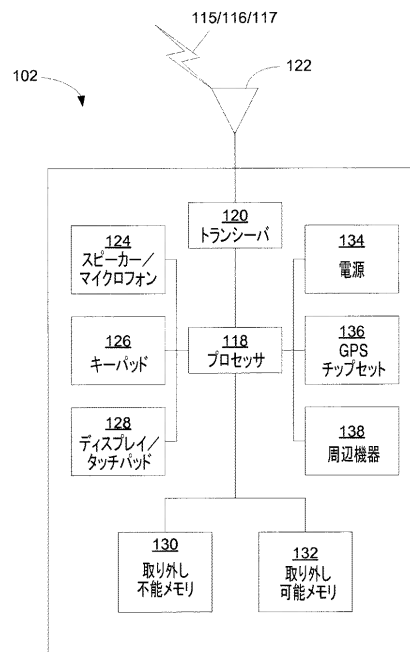 115/116/117
102
122
120
トランシーバ
124
スピーカー／
マイクロフォン
134
電源
126
キーパッド
118
プロセッサ
136
GPS
チップセット
128
ディスプレイ／
タッチパッド
138
周辺機器
130
取り外し
不能メモリ
132
取り外し
可能メモリ